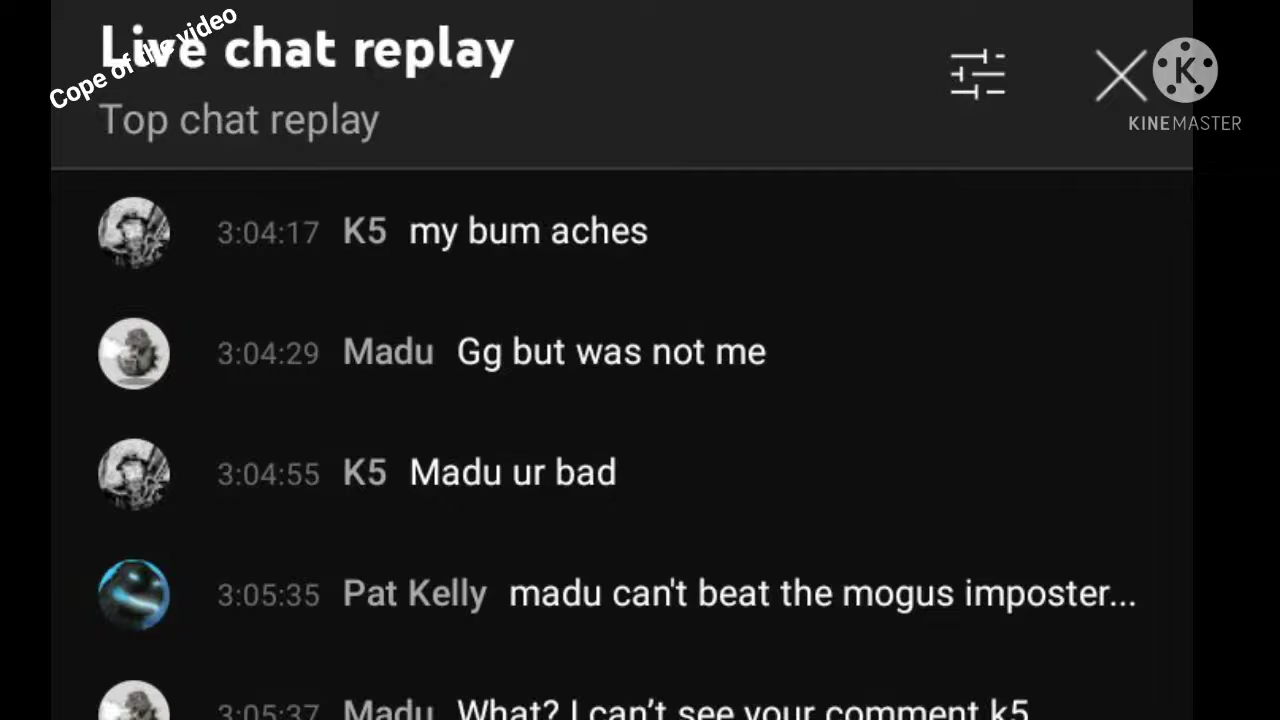 Cope of the video
Live chat replay
Top chat replay
K
KINEMASTER
3:04:17 K5 my bum aches
3:04:29 Madu Gg but was not me
3:04:55 K5 Madu ur bad
3:05:35 Pat Kelly madu can't beat the mogus imposter...
3:05:37 Madu What? I can't see your comment k5